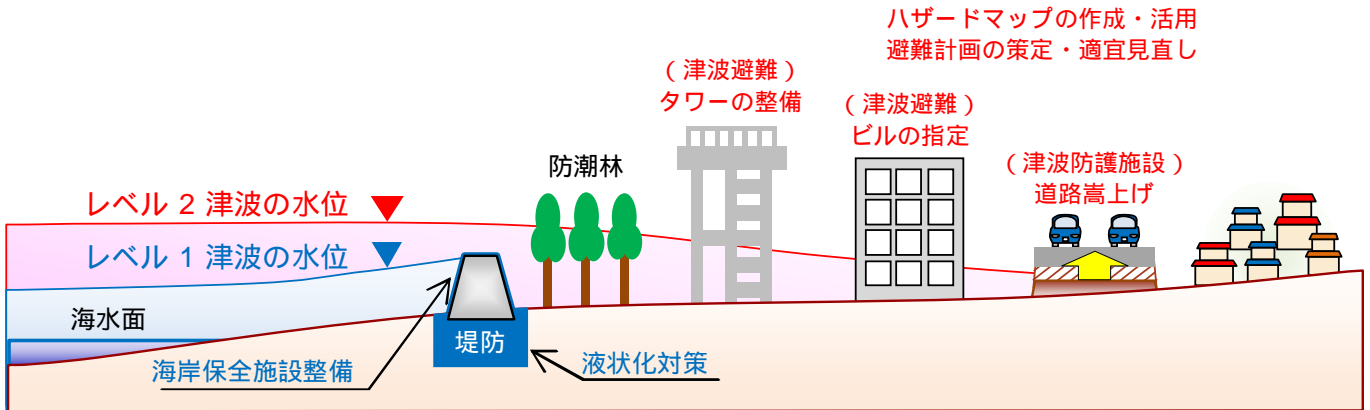 ハザードマップの作成・活用
避難計画の策定・適宜見直し
（津波避難）
タワーの整備
（津波避難）
ビルの指定
（津波防護施設）
道路嵩上げ
防潮林
レベル 2 津波の水位
レベル 1 津波の水位
海水面
堤防
海岸保全施設整備
液状化対策